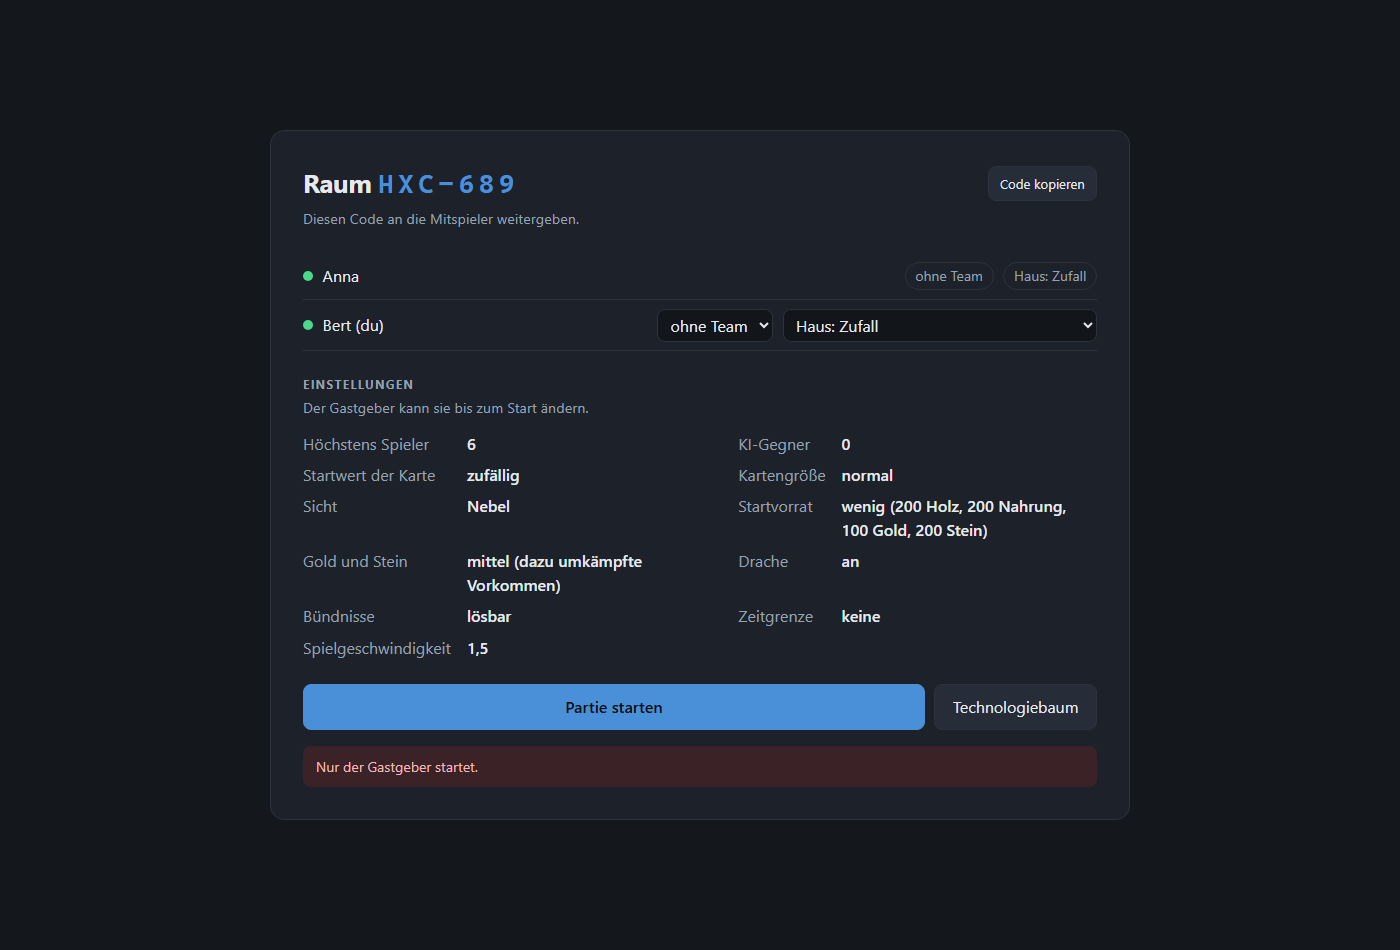 Raum HXC-689
Code kopieren
Diesen Code an die Mitspieler weitergeben.
Anna
ohne Team
Haus: Zufall
Bert (du)
ohne Team
Haus: Zufall
EINSTELLUNGEN
Der Gastgeber kann sie bis zum Start ändern.
Höchstens Spieler 6
KI-Gegner 0
Startwert der Karte zufällig
Kartengröße normal
Sicht Nebel
Startvorrat wenig (200 Holz, 200 Nahrung,
100 Gold, 200 Stein)
Gold und Stein mittel (dazu umkämpfte
Vorkommen)
Drache an
Bündnisse lösbar
Zeitgrenze keine
Spielgeschwindigkeit 1,5
Partie starten
Technologiebaum
Nur der Gastgeber startet.